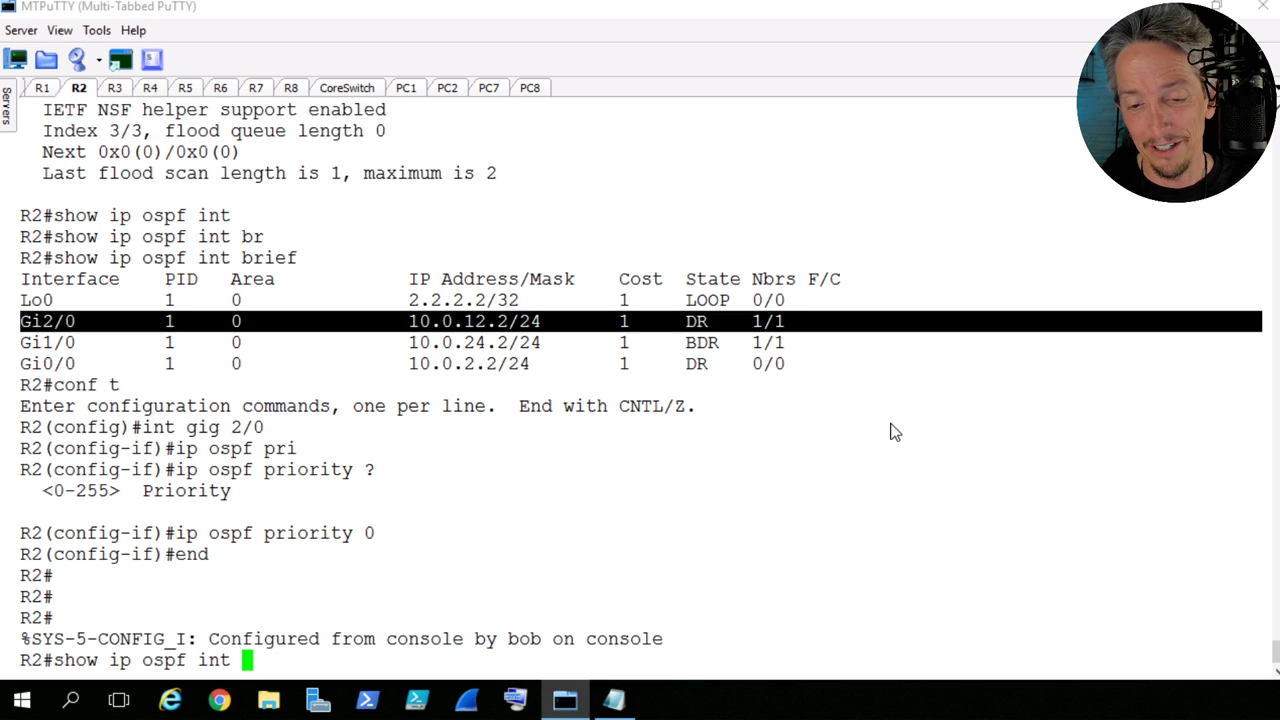 MTPuTTY (Multi-Tabbed PuTTY)
Server View Tools Help
R1 R2 R3 R4 R5 R6 R7 R8 CoreSwitch PC1 PC2 PC7 PC8
Servers
IETF NSF helper support enabled
Index 3/3, flood queue length 0
Next 0x0(0)/0x0(0)
Last flood scan length is 1, maximum is 2
R2#show ip ospf int
R2#show ip ospf int br
R2#show ip ospf int brief
Interface PID Area IP Address/Mask Cost State Nbrs F/C
Lo0 1 0 2.2.2.2/32 1 LOOP 0/0
Gi2/0 1 0 10.0.12.2/24 1 DR 1/1
Gi1/0 1 0 10.0.24.2/24 1 BDR 1/1
Gi0/0 1 0 10.0.2.2/24 1 DR 0/0
R2#conf t
Enter configuration commands, one per line. End with CNTL/Z.
R2(config)#int gig 2/0
R2(config-if)#ip ospf pri
R2(config-if)#ip ospf priority ?
<0-255> Priority
R2(config-if)#ip ospf priority 0
R2(config-if)#end
R2#
R2#
R2#
%SYS-5-CONFIG_I: Configured from console by bob on console
R2#show ip ospf int